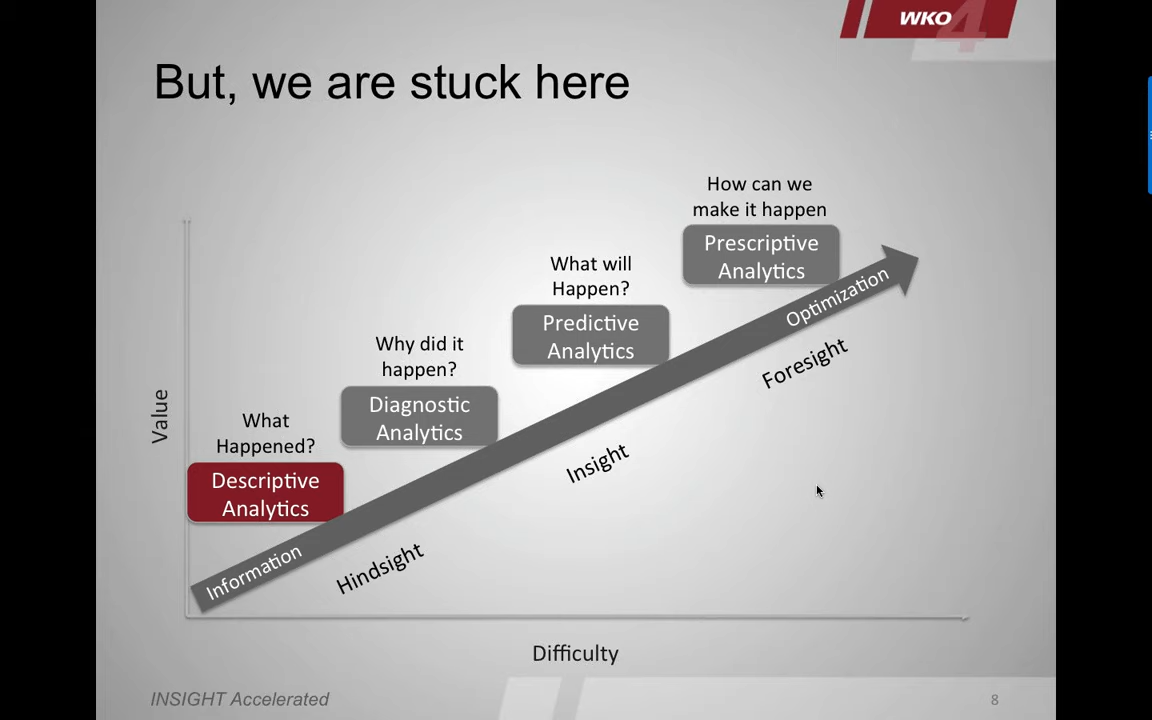 WKO 4
But, we are stuck here
How can we
make it happen
Prescriptive
Analytics
What will
Happen?
Predictive
Analytics
Why did it
happen?
Diagnostic
Analytics
What
Happened?
Descriptive
Analytics
Information
Optimization
Hindsight
Insight
Foresight
Value
Difficulty
INSIGHT Accelerated
8